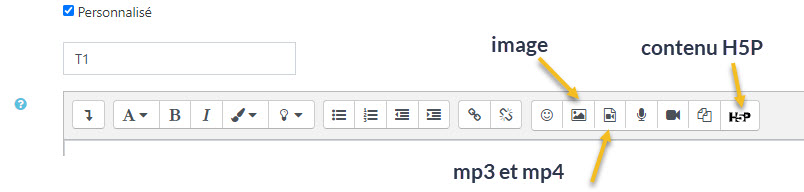 Personnalisé
image
contenu H5P
T1
A B I H5P
mp3 et mp4